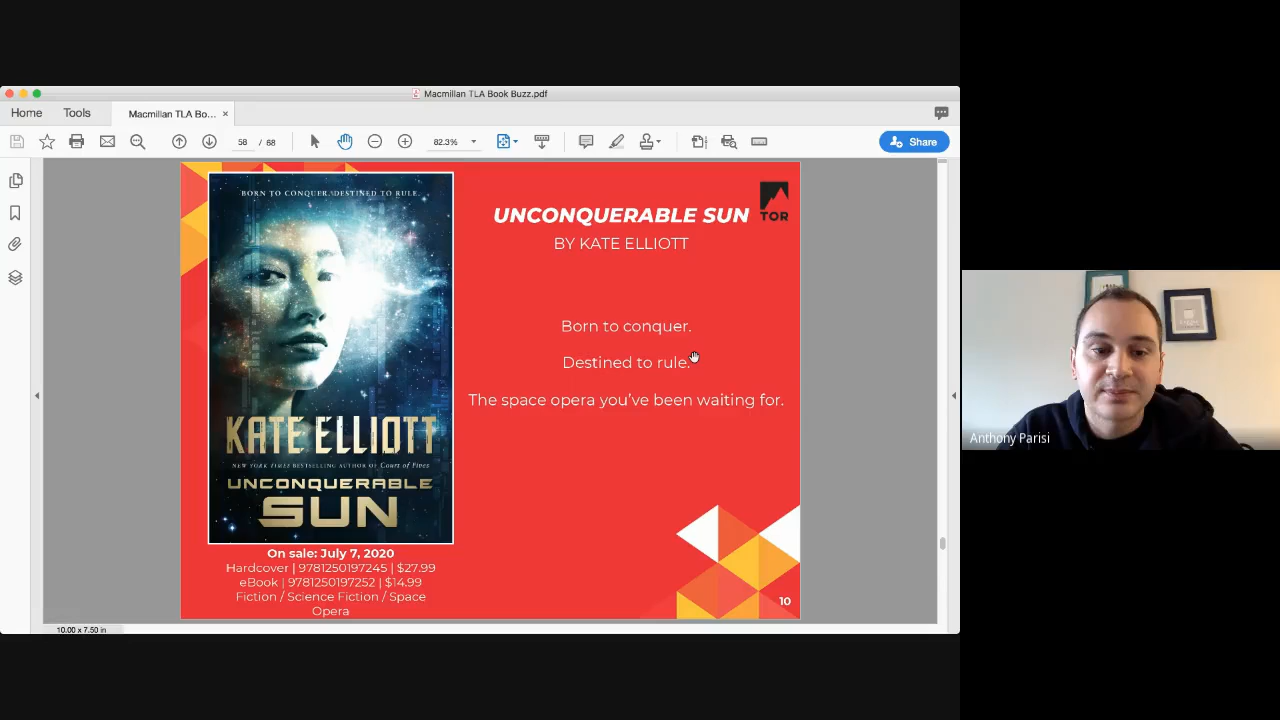 Macmillan TLA Book Buzz.pdf
Home Tools Macmillan TLA Bo... ×
58 / 68 82.3% Share
BORN TO CONQUER. DESTINED TO RULE.
KATE ELLIOTT
NEW YORK TIMES BESTSELLING AUTHOR OF Court of Fives
UNCONQUERABLE
SUN
On sale: July 7, 2020
Hardcover | 9781250197245 | $27.99
eBook | 9781250197252 | $14.99
Fiction / Science Fiction / Space
Opera
TOR
UNCONQUERABLE SUN
BY KATE ELLIOTT
Born to conquer.
Destined to rule.
The space opera you’ve been waiting for.
10
10.00 x 7.50 in
Anthony Parisi